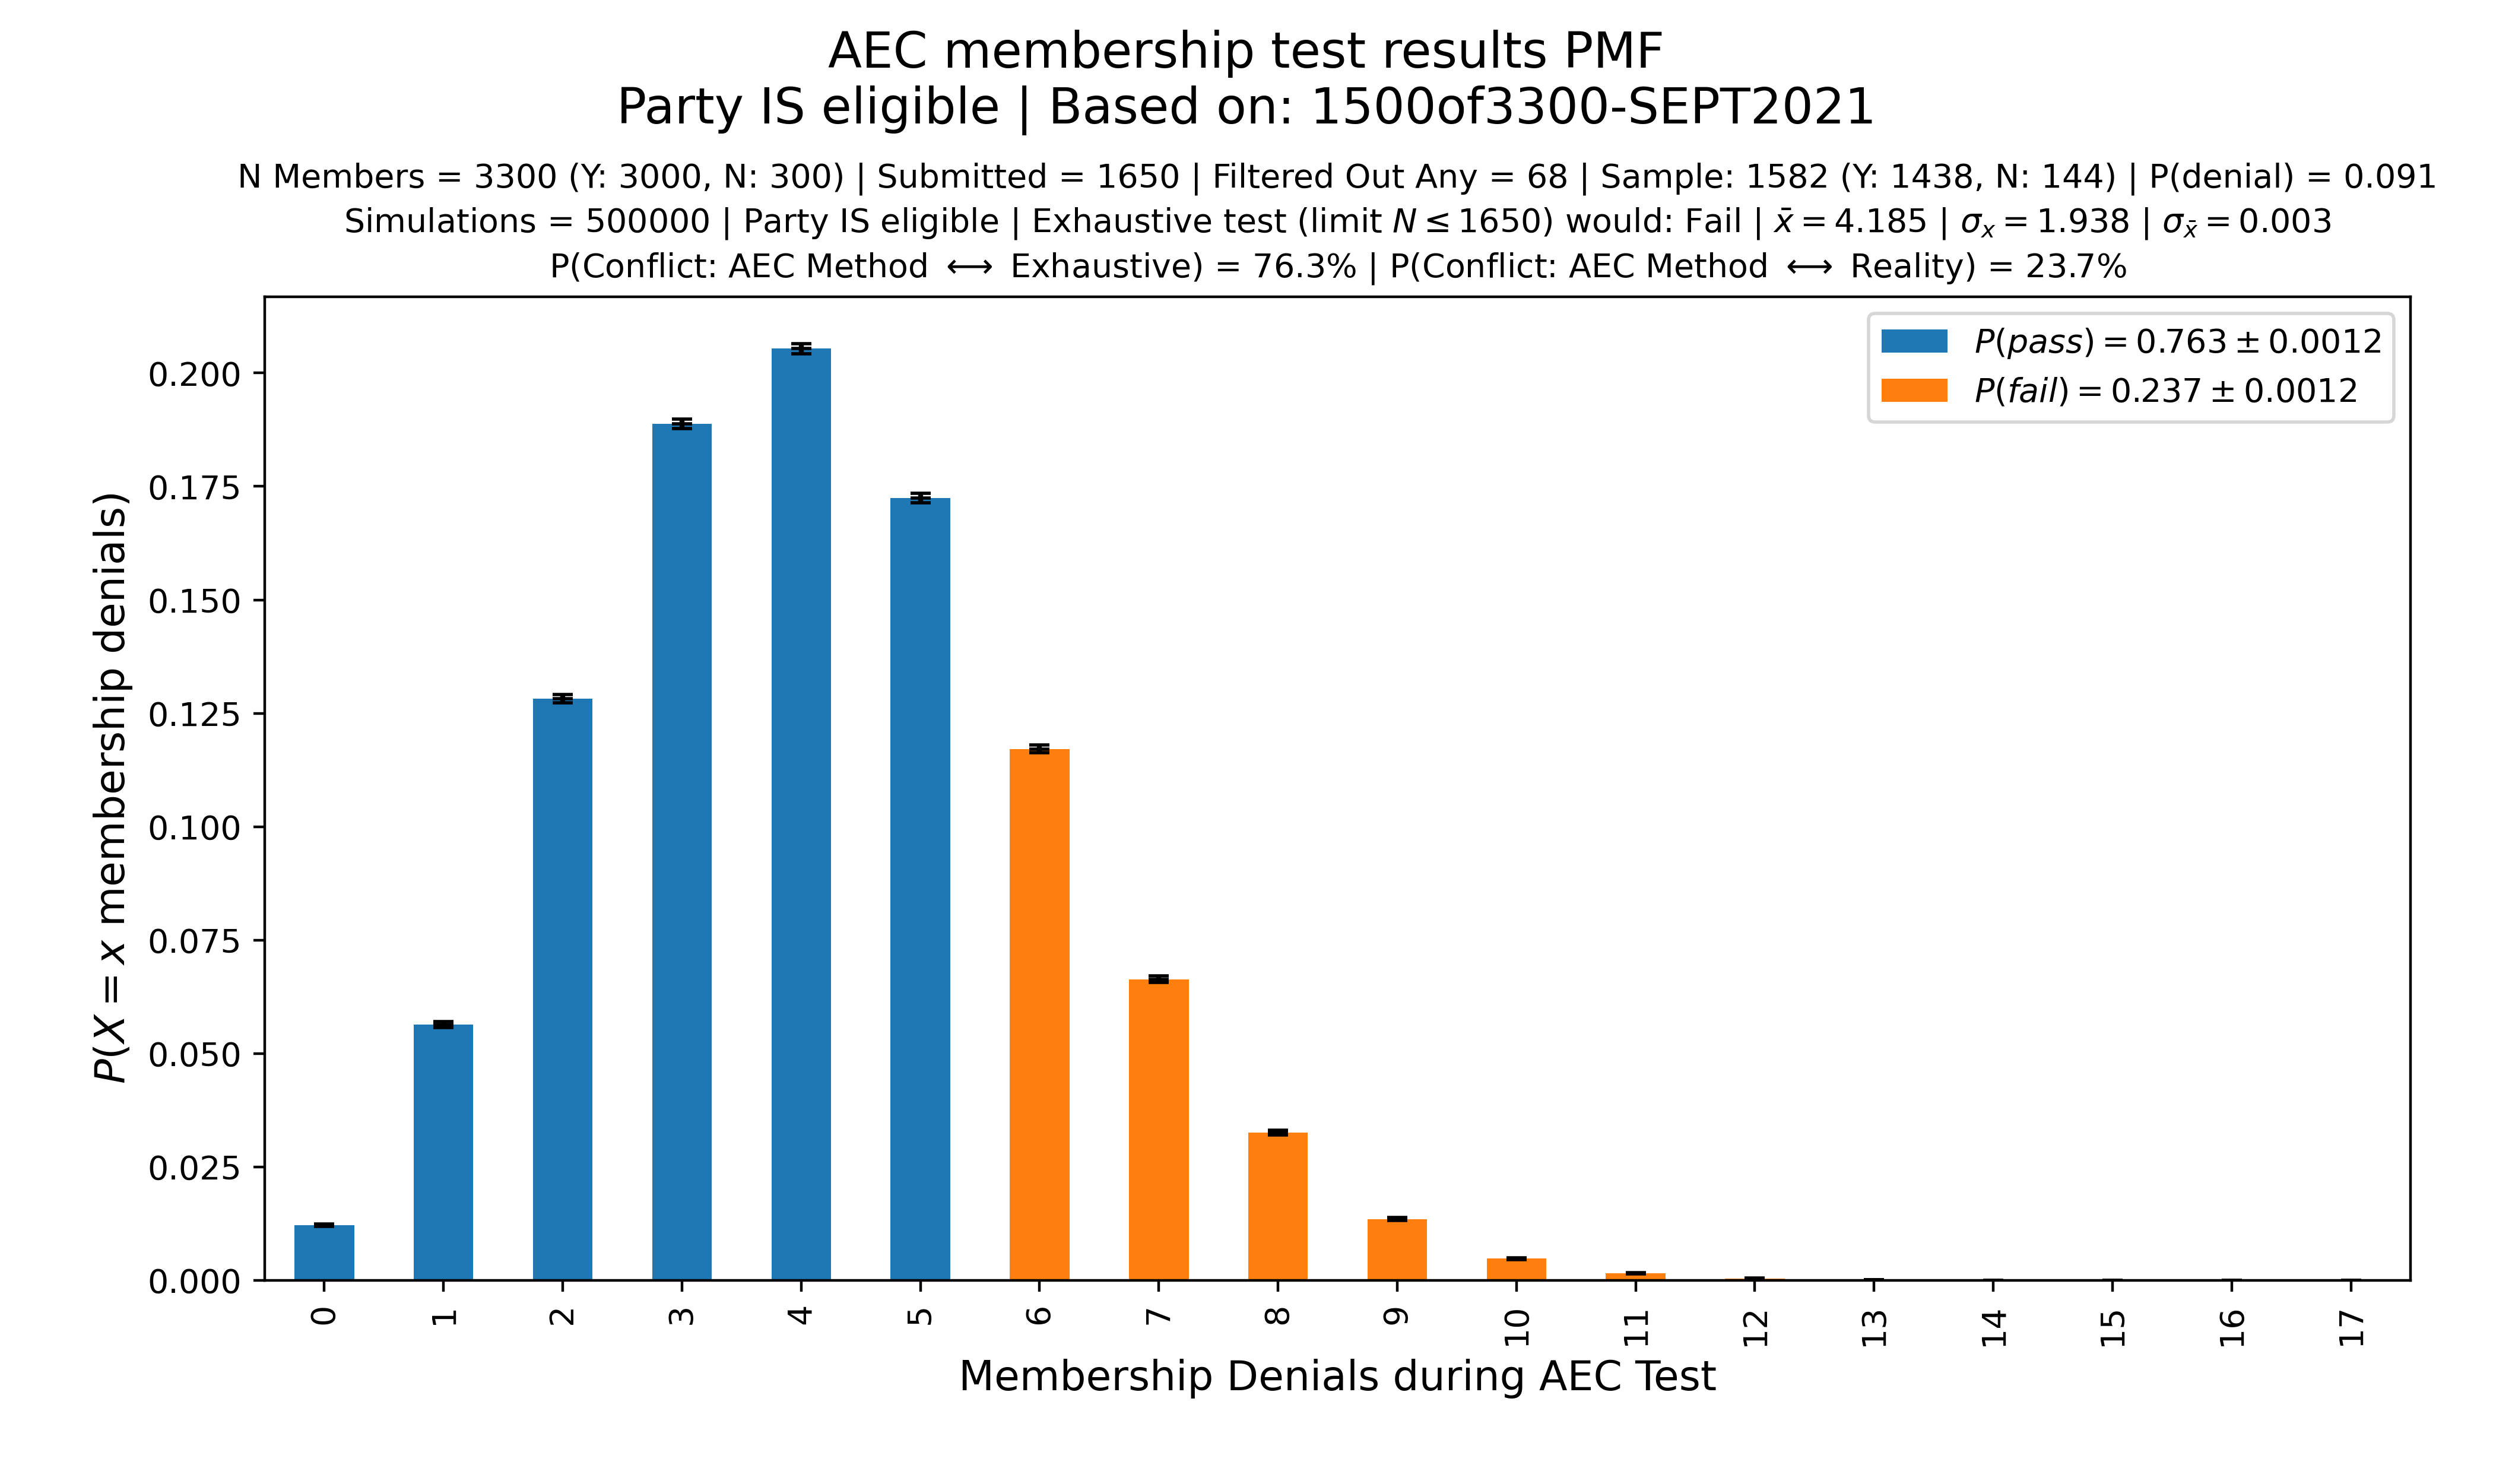 AEC membership test results PMF
Party IS eligible | Based on: 1500of3300-SEPT2021
N Members = 3300 (Y: 3000, N: 300) | Submitted = 1650 | Filtered Out Any = 68 | Sample: 1582 (Y: 1438, N: 144) | P(denial) = 0.091
Simulations = 500000 | Party IS eligible | Exhaustive test (limit N ≤ 1650) would: Fail | x̄ = 4.185 | σₓ = 1.938 | σ_x̄ = 0.003
P(Conflict: AEC Method ⟷ Exhaustive) = 76.3% | P(Conflict: AEC Method ⟷ Reality) = 23.7%
P(pass) = 0.763 ± 0.0012
P(fail) = 0.237 ± 0.0012
P(X = x membership denials)
0.200
0.175
0.150
0.125
0.100
0.075
0.050
0.025
0.000
0 1 2 3 4 5 6 7 8 9 10 11 12 13 14 15 16 17
Membership Denials during AEC Test